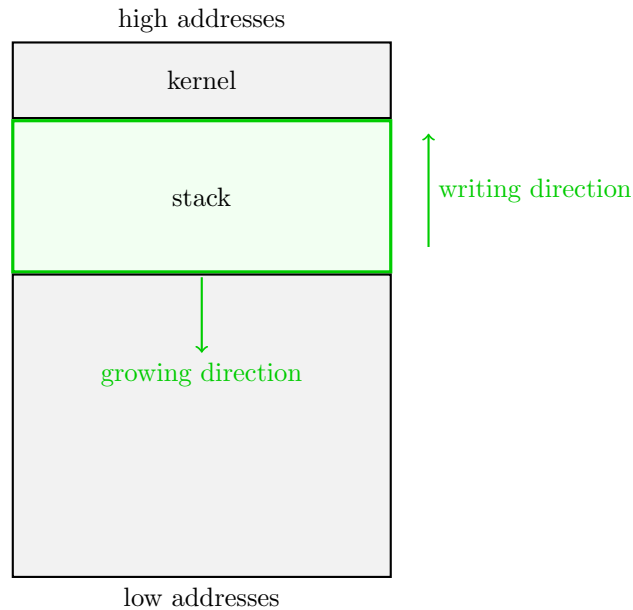 high addresses
kernel
stack
writing direction
growing direction
low addresses